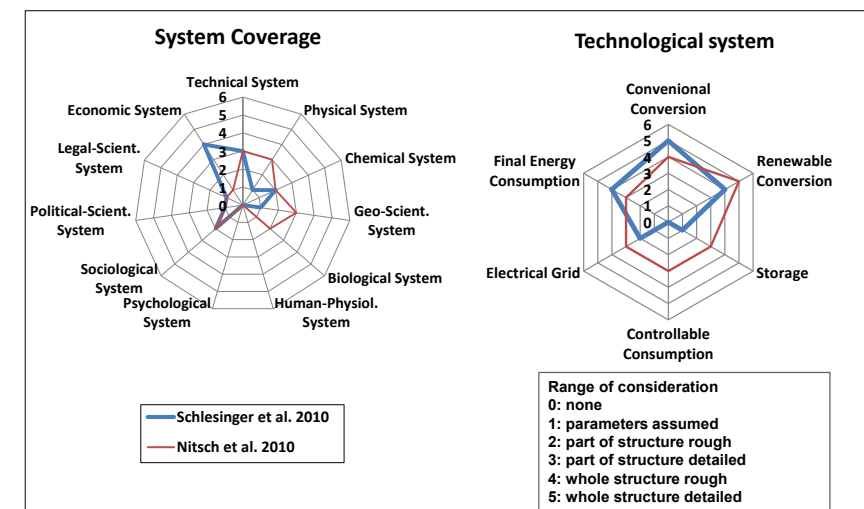 System Coverage
Technical System
Physical System
Chemical System
Geo-Scient.
System
Biological System
Human-Physiol.
System
Psychological
System
Sociological
System
Political-Scient.
System
Legal-Scient.
System
Economic System
6
5
4
3
2
1
0
Schlesinger et al. 2010
Nitsch et al. 2010
Technological system
Convenional
Conversion
Renewable
Conversion
Storage
Controllable
Consumption
Electrical Grid
Final Energy
Consumption
6
5
4
3
2
1
0
Range of consideration
0: none
1: parameters assumed
2: part of structure rough
3: part of structure detailed
4: whole structure rough
5: whole structure detailed